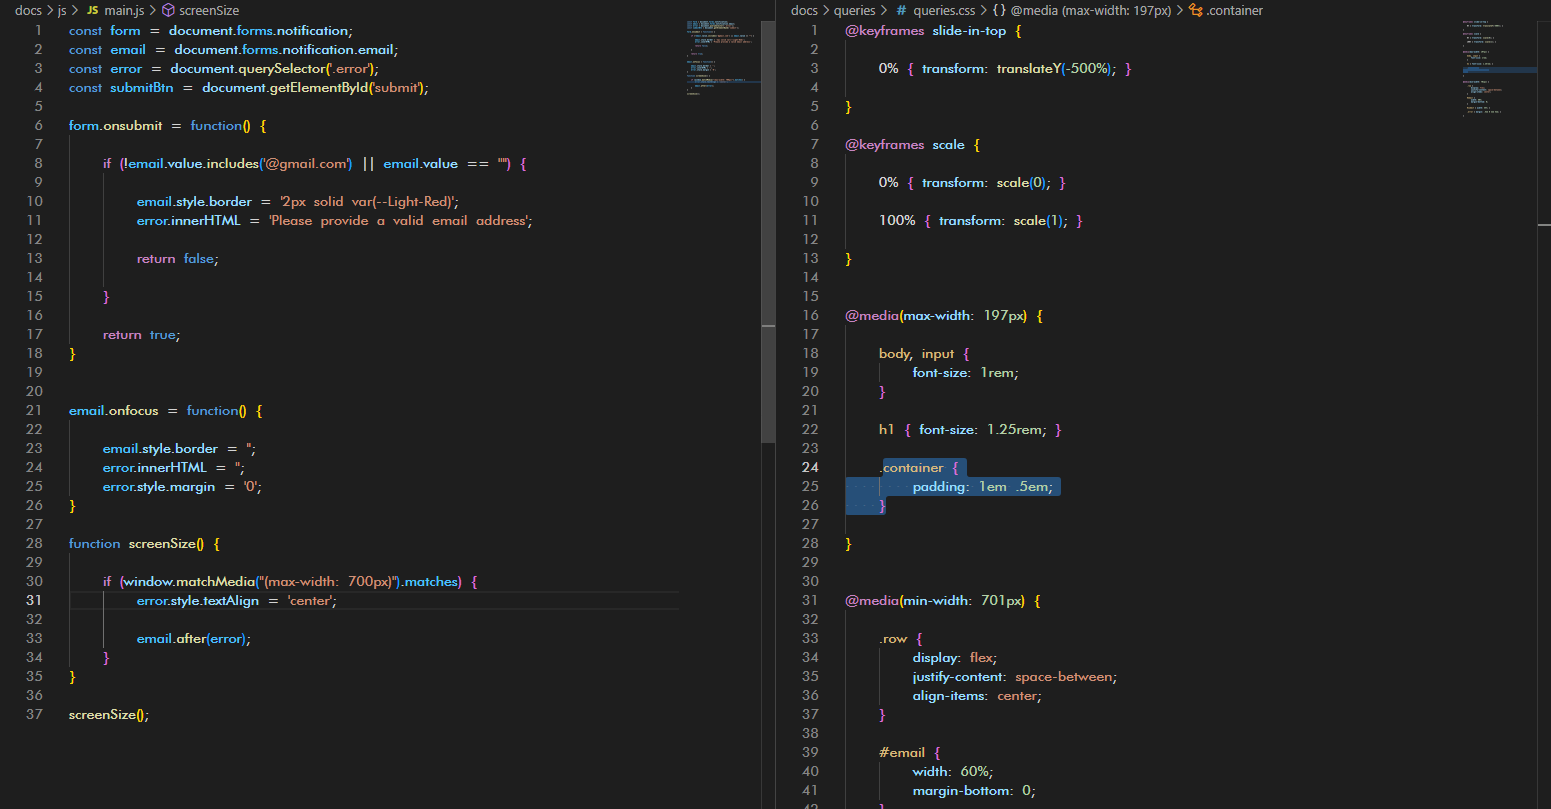 docs > js > JS main.js > screenSize
1 const form = document.forms.notification;
2 const email = document.forms.notification.email;
3 const error = document.querySelector('.error');
4 const submitBtn = document.getElementById('submit');
5
6 form.onsubmit = function() {
7
8 if (!email.value.includes('@gmail.com') || email.value == "") {
9
10 email.style.border = '2px solid var(--Light-Red)';
11 error.innerHTML = 'Please provide a valid email address';
12
13 return false;
14
15 }
16
17 return true;
18 }
19
20
21 email.onfocus = function() {
22
23 email.style.border = '';
24 error.innerHTML = '';
25 error.style.margin = '0';
26 }
27
28 function screenSize() {
29
30 if (window.matchMedia("(max-width: 700px)").matches) {
31 error.style.textAlign = 'center';
32
33 email.after(error);
34 }
35 }
36
37 screenSize();
docs > queries > # queries.css > {} @media (max-width: 197px) > .container
1 @keyframes slide-in-top {
2
3 0% { transform: translateY(-500%); }
4
5 }
6
7 @keyframes scale {
8
9 0% { transform: scale(0); }
10
11 100% { transform: scale(1); }
12
13 }
14
15
16 @media(max-width: 197px) {
17
18 body, input {
19 font-size: 1rem;
20 }
21
22 h1 { font-size: 1.25rem; }
23
24 .container {
25 padding: 1em .5em;
26 }
27
28 }
29
30
31 @media(min-width: 701px) {
32
33 .row {
34 display: flex;
35 justify-content: space-between;
36 align-items: center;
37 }
38
39 #email {
40 width: 60%;
41 margin-bottom: 0;
42 }